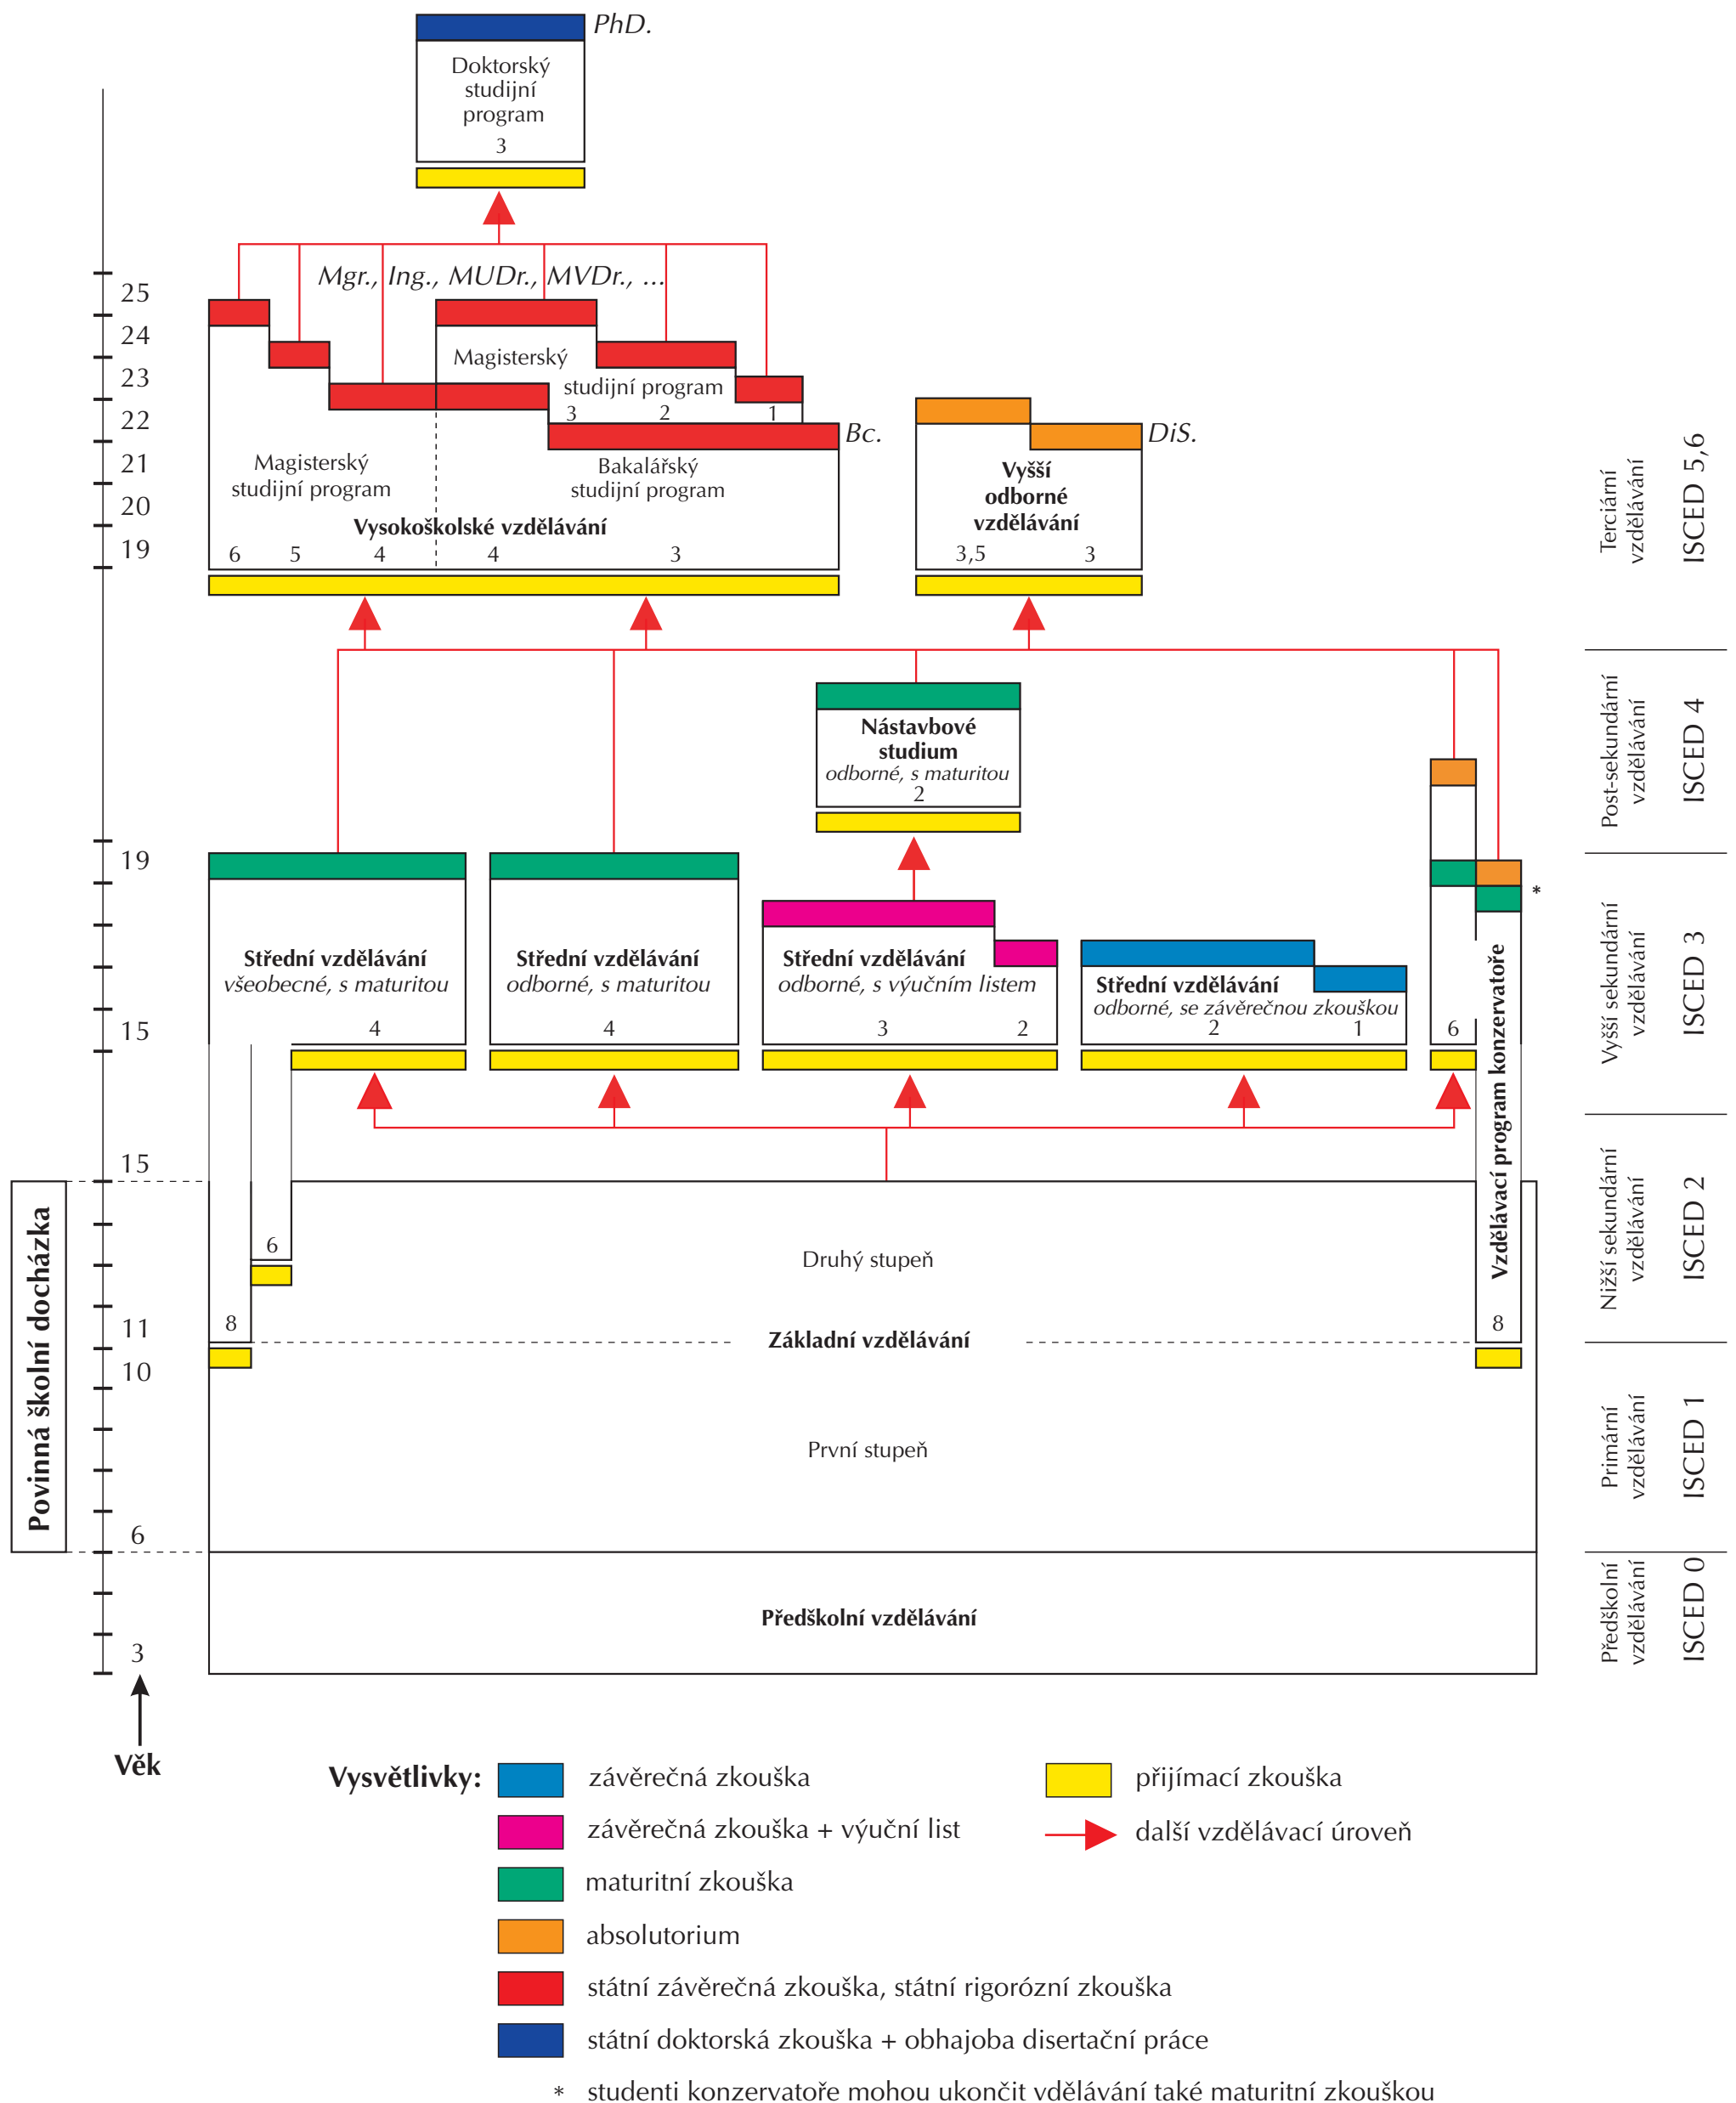 PhD.
Doktorský
studijní
program
3
Mgr., Ing., MUDr., MVDr., ...
25
24
23
22
21
20
19
Magisterský
studijní program
3
2
1
Bc.
Magisterský
studijní program
Bakalářský
studijní program
Vysokoškolské vzdělávání
6
5
4
4
3
DiS.
Vyšší
odborné
vzdělávání
3,5
3
Terciární
vzdělávání
ISCED 5,6
Nástavbové
studium
odborné, s maturitou
2
Post-sekundární
vzdělávání
ISCED 4
19
15
Střední vzdělávání
všeobecné, s maturitou
4
Střední vzdělávání
odborné, s maturitou
4
Střední vzdělávání
odborné, s výučním listem
3
2
Střední vzdělávání
odborné, se závěrečnou zkouškou
2
1
6
*
Vzdělávací program konzervatoře
8
Vyšší sekundární
vzdělávání
ISCED 3
15
11
10
6
3
Povinná školní docházka
6
8
Druhý stupeň
Základní vzdělávání
První stupeň
Předškolní vzdělávání
Nižší sekundární
vzdělávání
ISCED 2
Primární
vzdělávání
ISCED 1
Předškolní
vzdělávání
ISCED 0
Věk
Vysvětlivky:
závěrečná zkouška
závěrečná zkouška + výuční list
maturitní zkouška
absolutorium
státní závěrečná zkouška, státní rigorózní zkouška
státní doktorská zkouška + obhajoba disertační práce
* studenti konzervatoře mohou ukončit vdělávání také maturitní zkouškou
přijímací zkouška
další vzdělávací úroveň